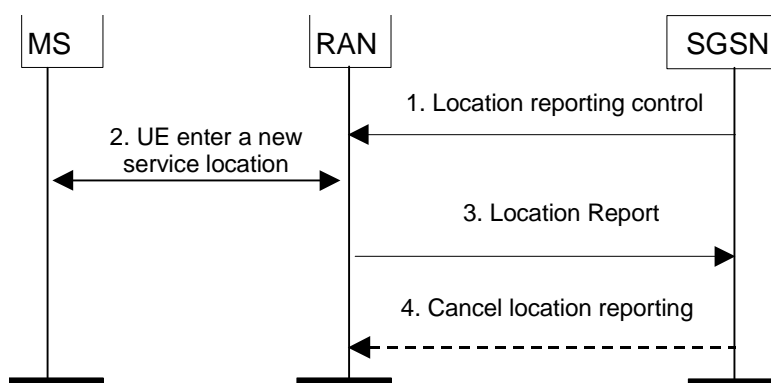 MS
RAN
SGSN
1. Location reporting control
2. UE enter a new
service location
3. Location Report
4. Cancel location reporting